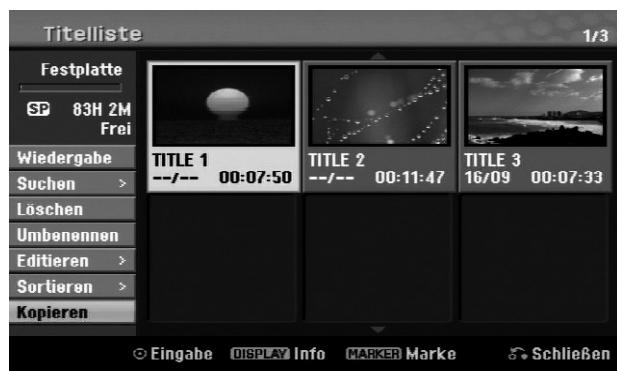 Titelliste
1/3
Festplatte
SP 83H 2M
Frei
Wiedergabe
Suchen >
Löschen
Umbenennen
Editieren >
Sortieren >
Kopieren
TITLE 1
--/-- 00:07:50
TITLE 2
--/-- 00:11:47
TITLE 3
16/09 00:07:33
Eingabe DISPLAY Info MARKER Marke Schließen